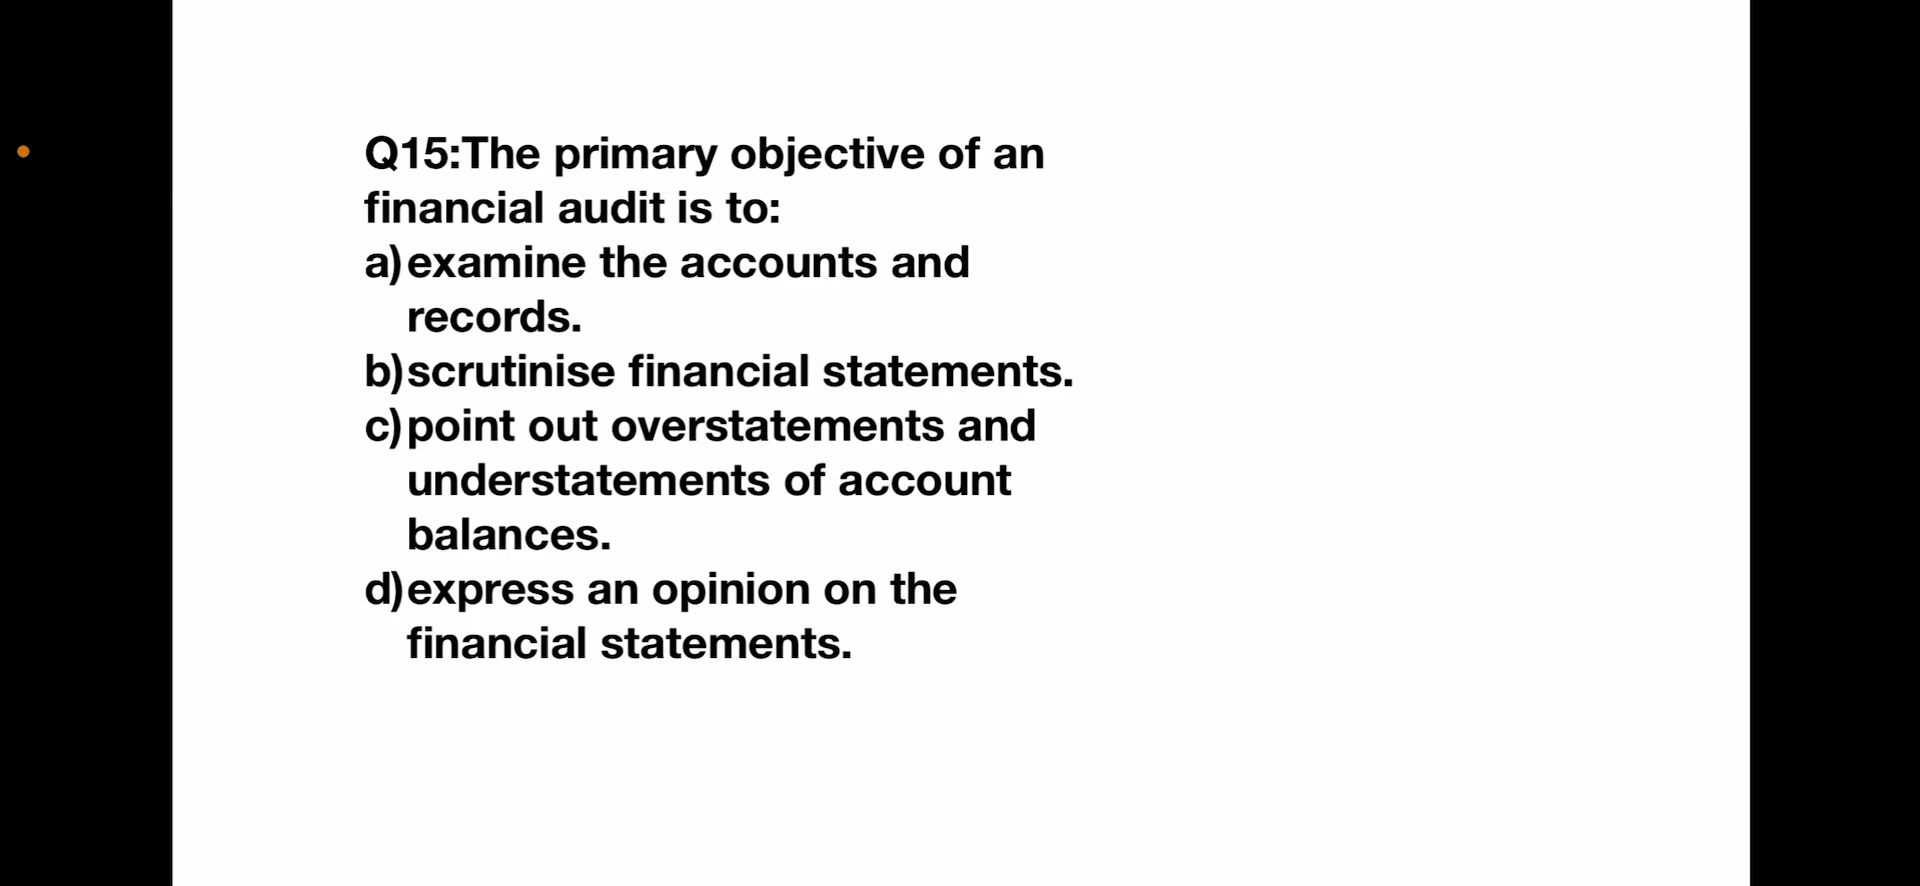 Q15:The primary objective of an
financial audit is to:
a)examine the accounts and
records.
b)scrutinise financial statements.
c)point out overstatements and
understatements of account
balances.
d)express an opinion on the
financial statements.